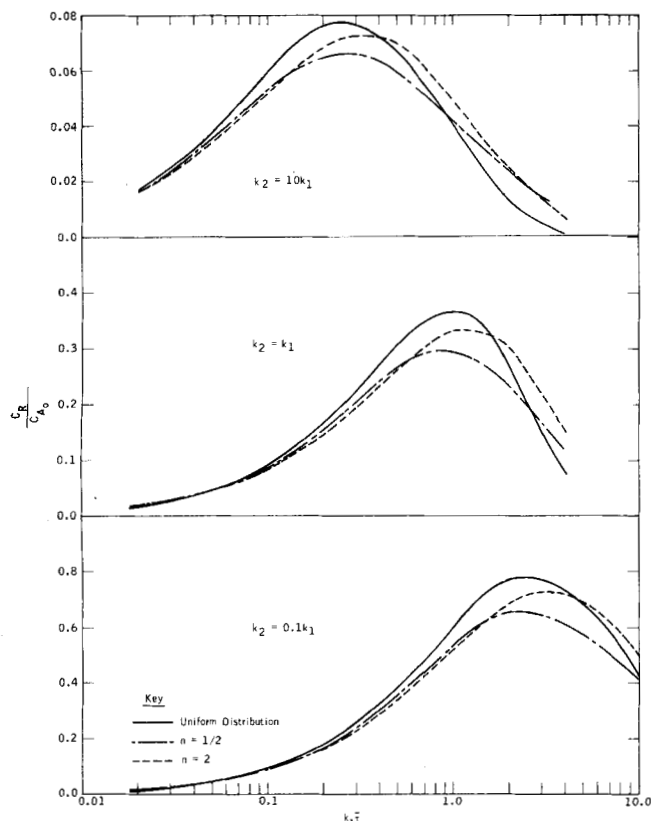 0.08
0.06
0.04
0.02
0.0
k₂ = 10k₁
0.4
0.3
0.2
0.1
0.0
k₂ = k₁
C_R
C_A₀
0.8
0.6
0.4
0.2
0.0
k₂ = 0.1k₁
Key
Uniform Distribution
n = 1/2
n = 2
0.01
0.1
1.0
10.0